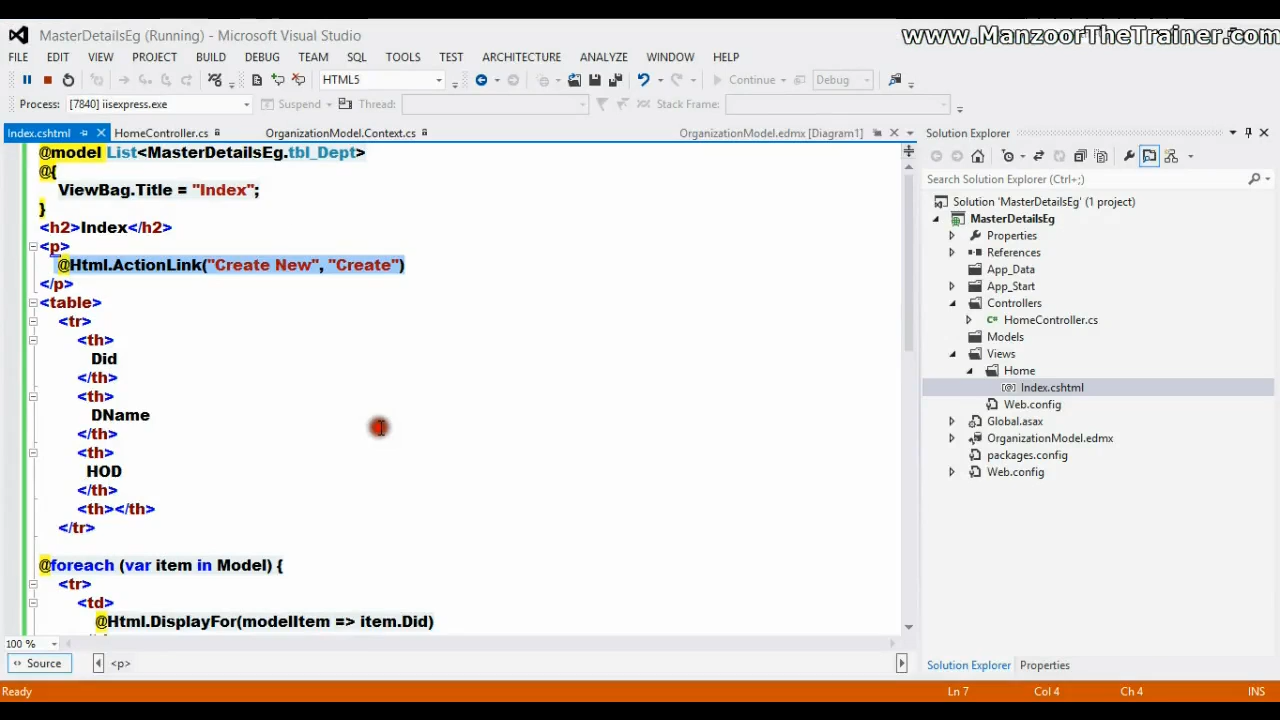 www.ManzoorTheTrainer.com
MasterDetailsEg (Running) - Microsoft Visual Studio
FILE EDIT VIEW PROJECT BUILD DEBUG TEAM SQL TOOLS TEST ARCHITECTURE ANALYZE WINDOW HELP
HTML5 Continue Debug
Process: [7840] iisexpress.exe Suspend Thread: Stack Frame:
Index.cshtml HomeController.cs OrganizationModel.Context.cs OrganizationModel.edmx [Diagram1]
@model List<MasterDetailsEg.tbl_Dept>
@{
ViewBag.Title = "Index";
}
<h2>Index</h2>
<p>
@Html.ActionLink("Create New", "Create")
</p>
<table>
<tr>
<th>
Did
</th>
<th>
DName
</th>
<th>
HOD
</th>
<th></th>
</tr>
@foreach (var item in Model) {
<tr>
<td>
@Html.DisplayFor(modelItem => item.Did)
100 %
Source <p>
Solution Explorer
Search Solution Explorer (Ctrl+;)
Solution 'MasterDetailsEg' (1 project)
MasterDetailsEg
Properties
References
App_Data
App_Start
Controllers
HomeController.cs
Models
Views
Home
Index.cshtml
Web.config
Global.asax
OrganizationModel.edmx
packages.config
Web.config
Solution Explorer Properties
Ready Ln 7 Col 4 Ch 4 INS